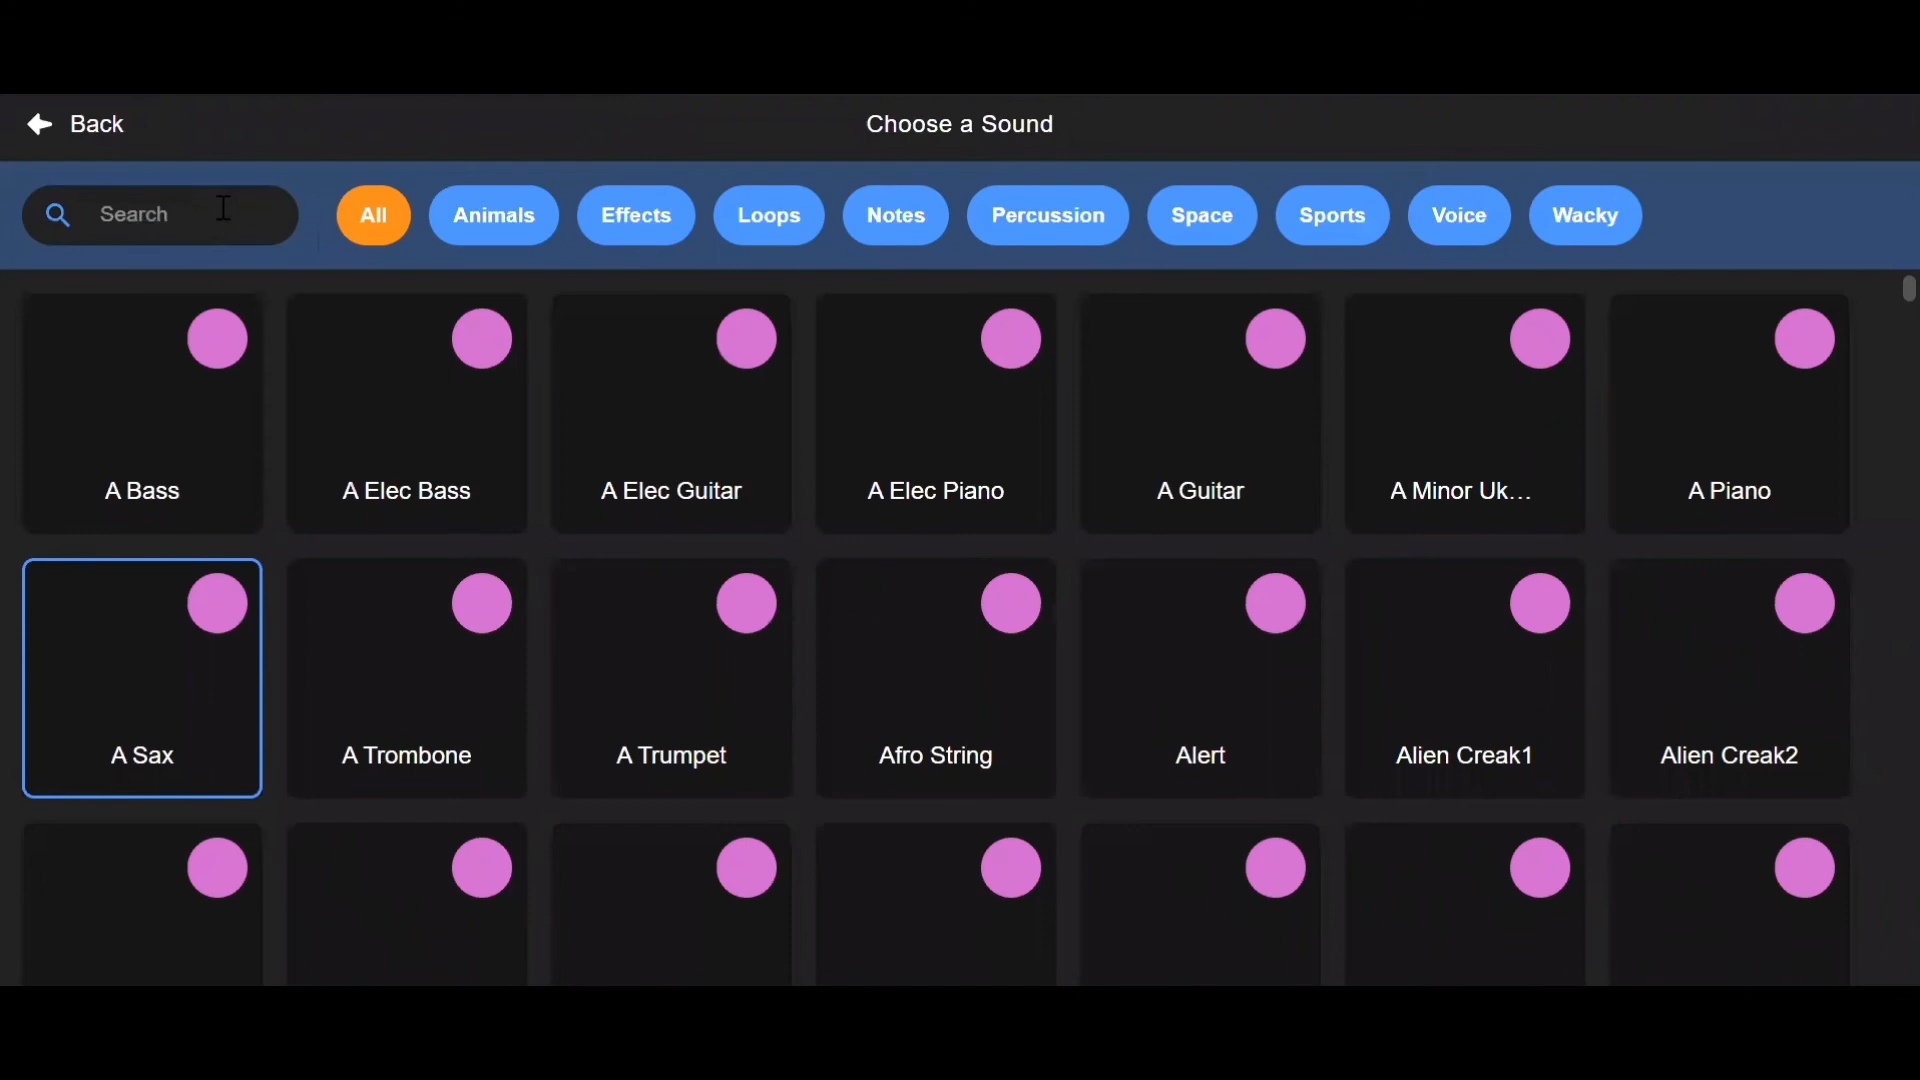 Back
Choose a Sound
Search
All
Animals
Effects
Loops
Notes
Percussion
Space
Sports
Voice
Wacky
A Bass
A Elec Bass
A Elec Guitar
A Elec Piano
A Guitar
A Minor Uk...
A Piano
A Sax
A Trombone
A Trumpet
Afro String
Alert
Alien Creak1
Alien Creak2